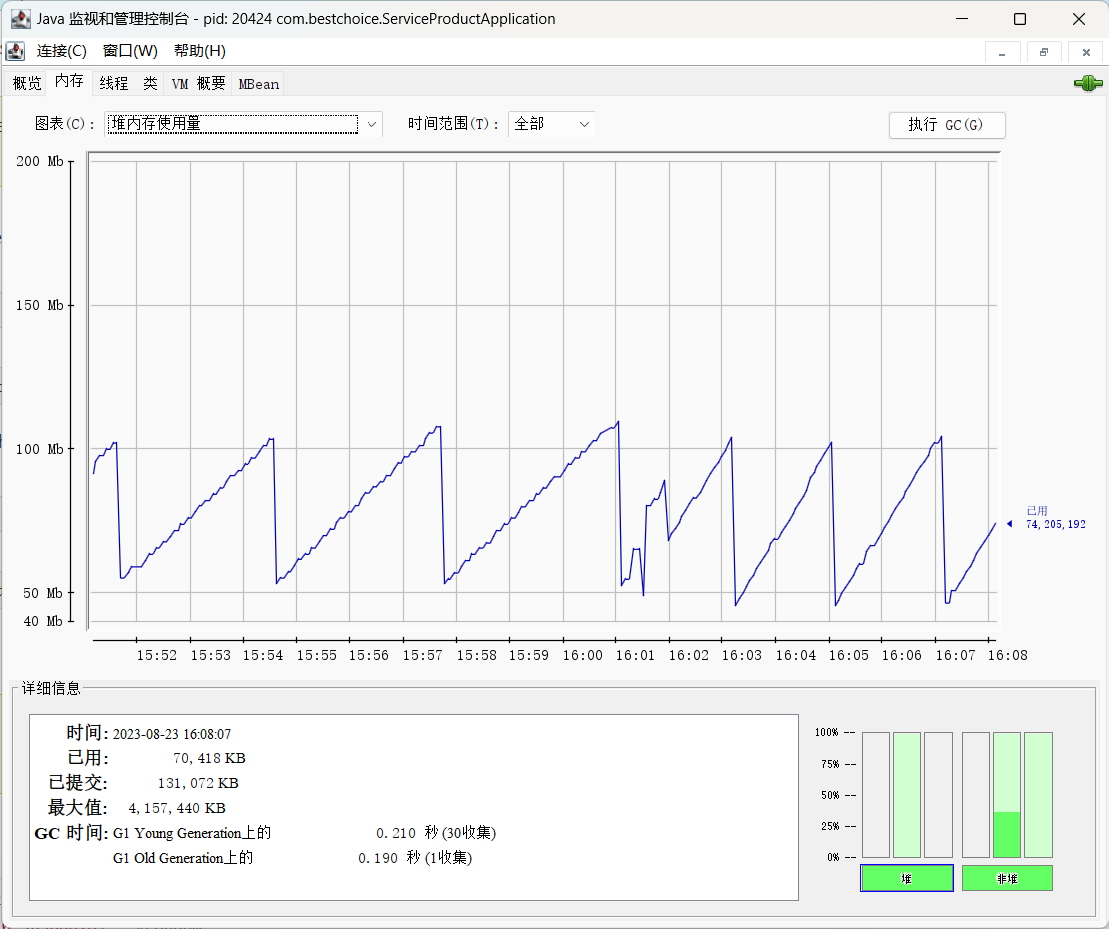 Java 监视和管理控制台 - pid: 20424 com.bestchoice.ServiceProductApplication
连接(C) 窗口(W) 帮助(H)
概览 内存 线程 类 VM 概要 MBean
图表(C): 堆内存使用量 时间范围(T): 全部 执行 GC(G)
200 Mb
150 Mb
100 Mb
50 Mb
40 Mb
已用
74,205,192
15:52 15:53 15:54 15:55 15:56 15:57 15:58 15:59 16:00 16:01 16:02 16:03 16:04 16:05 16:06 16:07 16:08
详细信息
时间: 2023-08-23 16:08:07
已用: 70,418 KB
已提交: 131,072 KB
最大值: 4,157,440 KB
GC 时间: G1 Young Generation上的 0.210 秒 (30收集)
G1 Old Generation上的 0.190 秒 (1收集)
100% --
75% --
50% --
25% --
0% --
堆 非堆